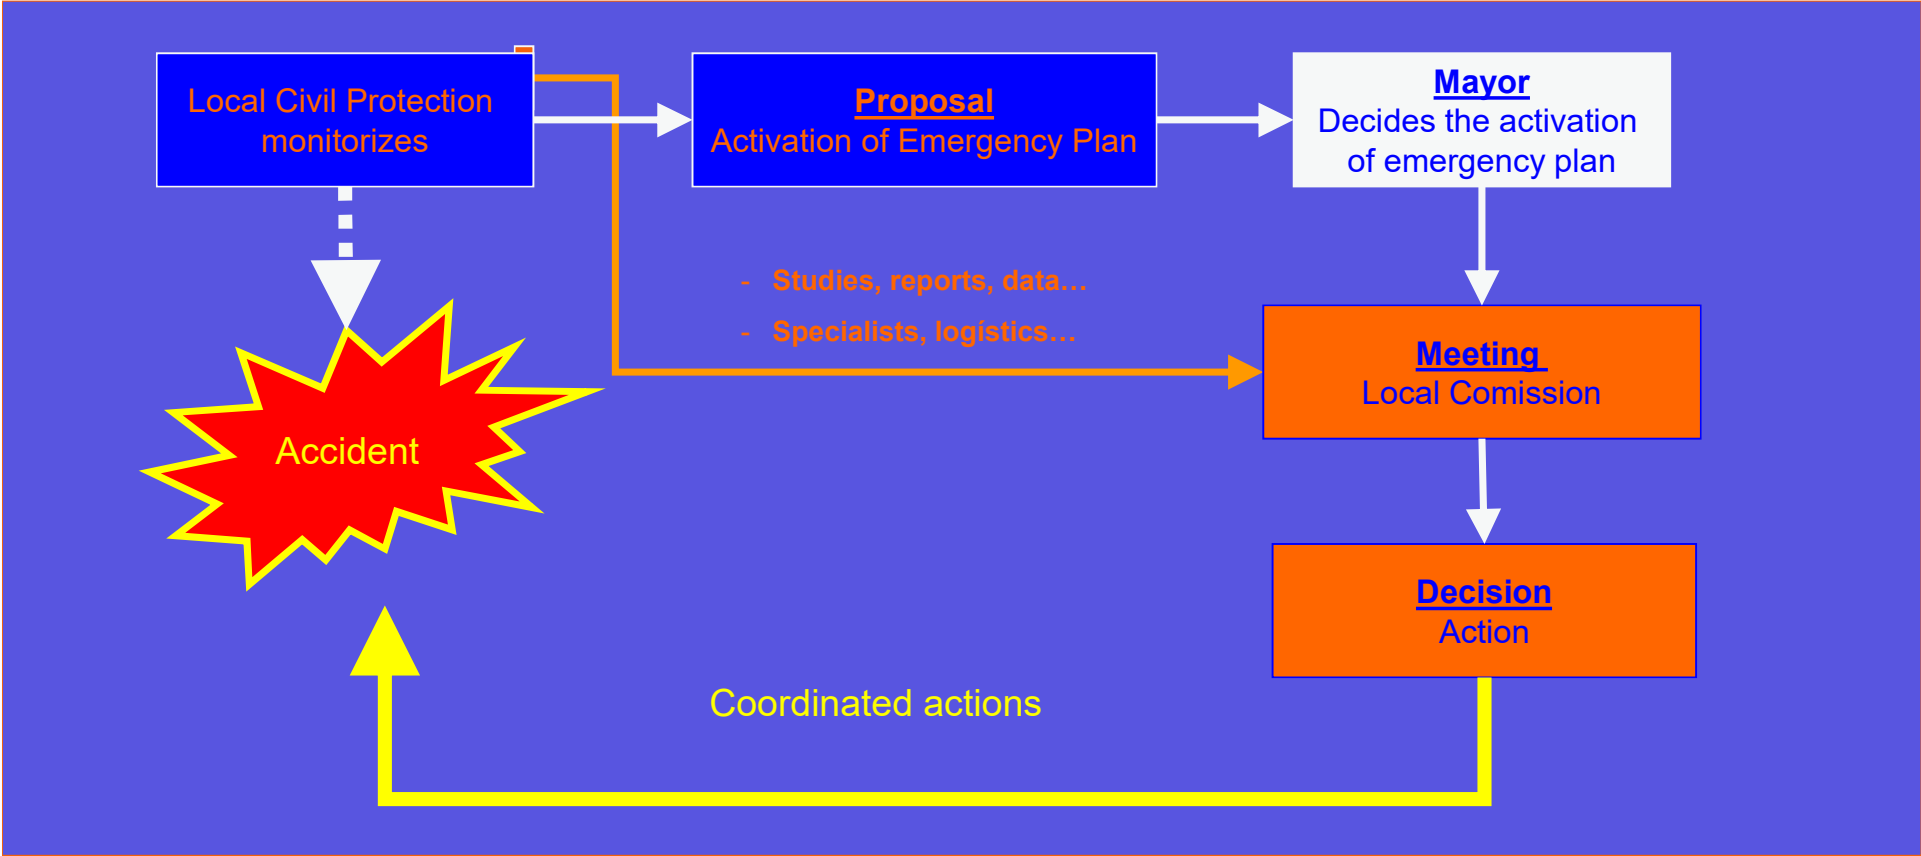 Local Civil Protection
monitorizes
Proposal
Activation of Emergency Plan
Mayor
Decides the activation
of emergency plan
- Studies, reports, data…
- Specialists, logístics…
Meeting
Local Comission
Accident
Decision
Action
Coordinated actions